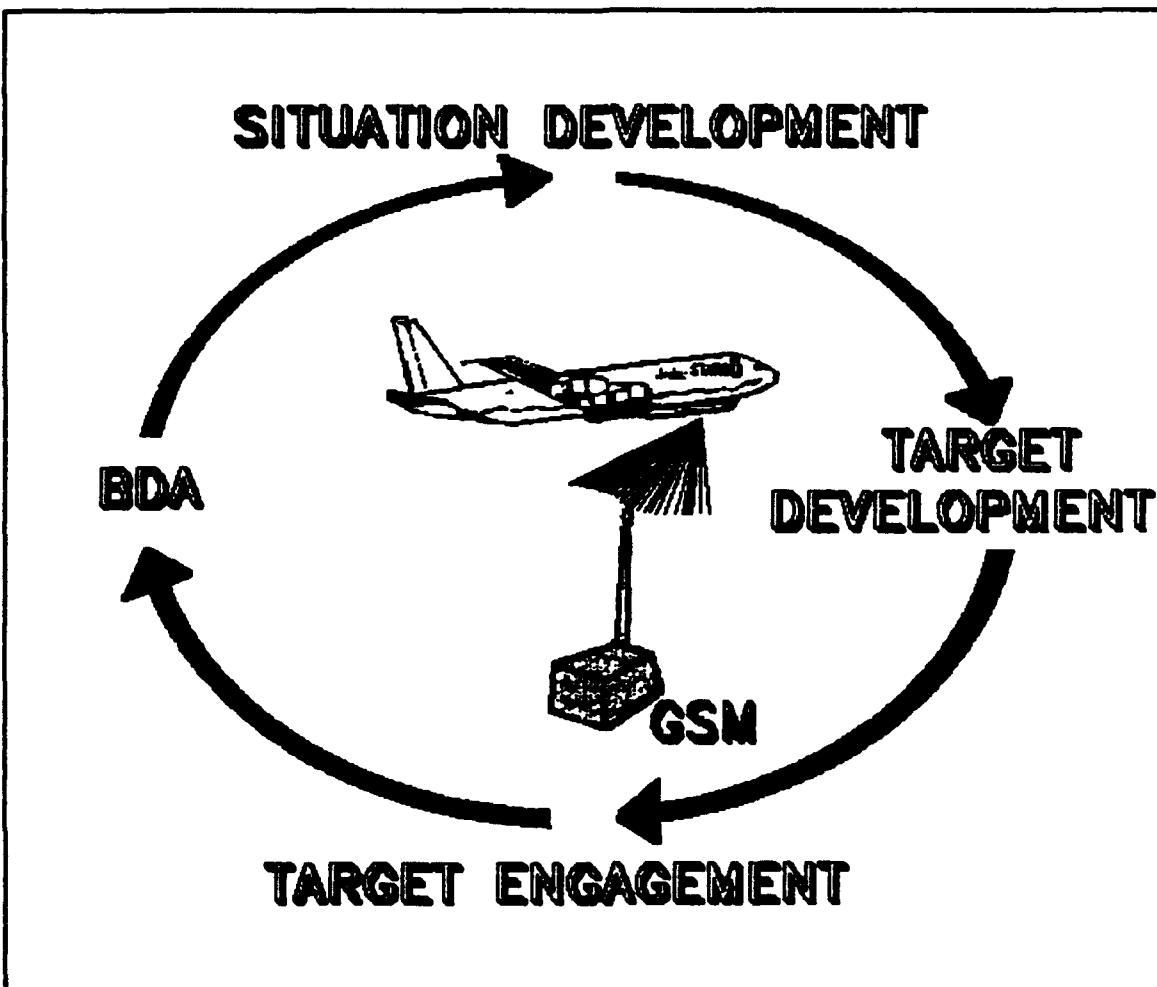 SITUATION DEVELOPMENT
TARGET
DEVELOPMENT
BDA
GSM
TARGET ENGAGEMENT